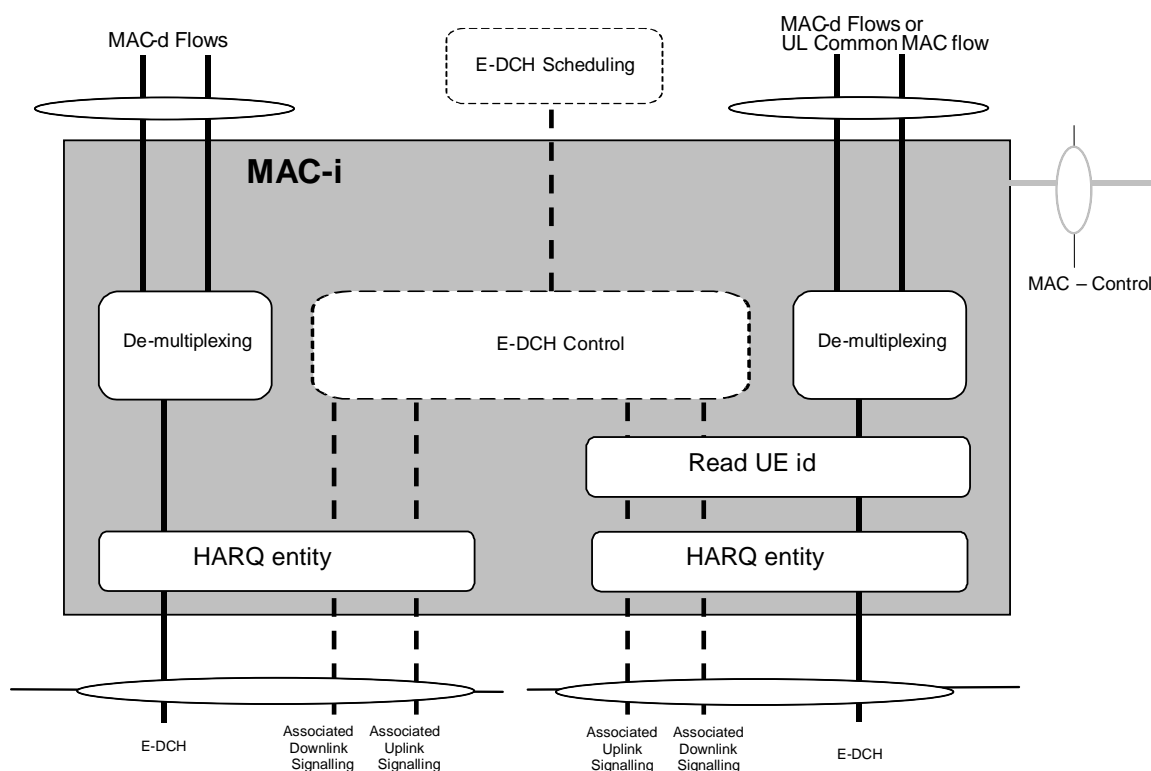 MAC-d Flows
E-DCH Scheduling
MAC-d Flows or
UL Common MAC flow
MAC-i
MAC – Control
De-multiplexing
E-DCH Control
De-multiplexing
Read UE id
HARQ entity
HARQ entity
E-DCH
Associated
Downlink
Signalling
Associated
Uplink
Signalling
Associated
Uplink
Signalling
Associated
Downlink
Signalling
E-DCH